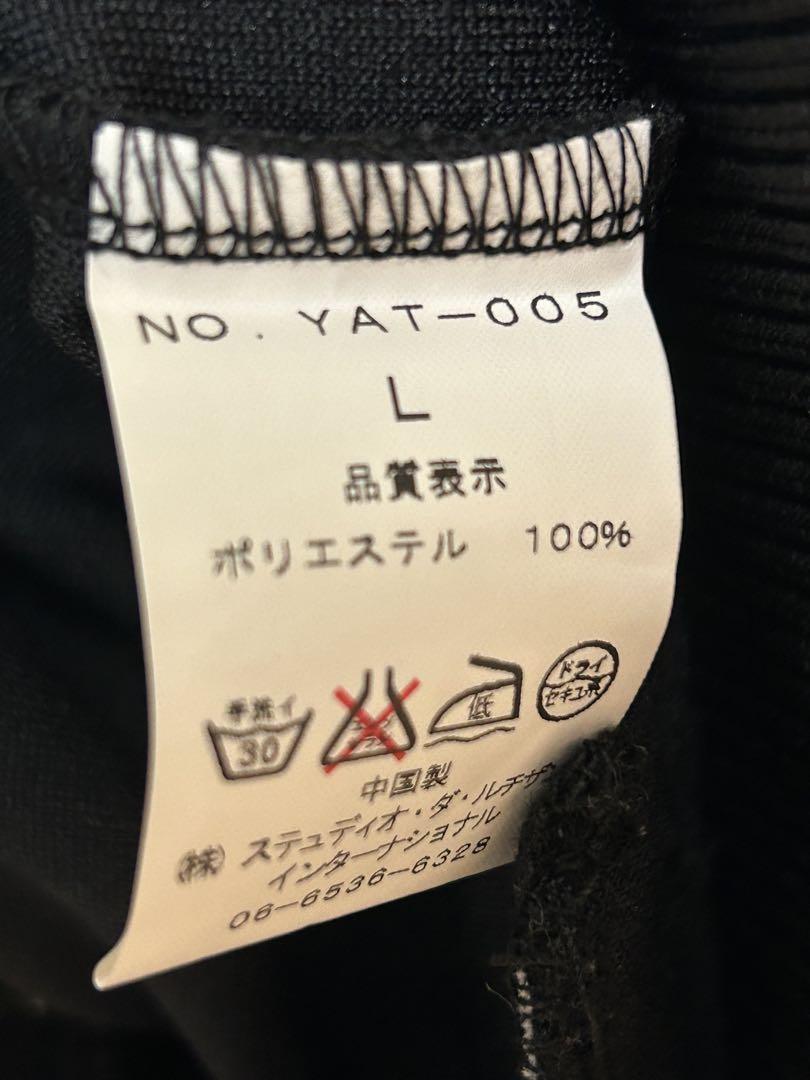 NO. YAT-005
L
品質表示
ポリエステル 100%
手洗イ
30
低
ドライ
セキユ系
中国製
(株) ステュディオ・ダ・ルチザン
インターナショナル
06-6536-6328